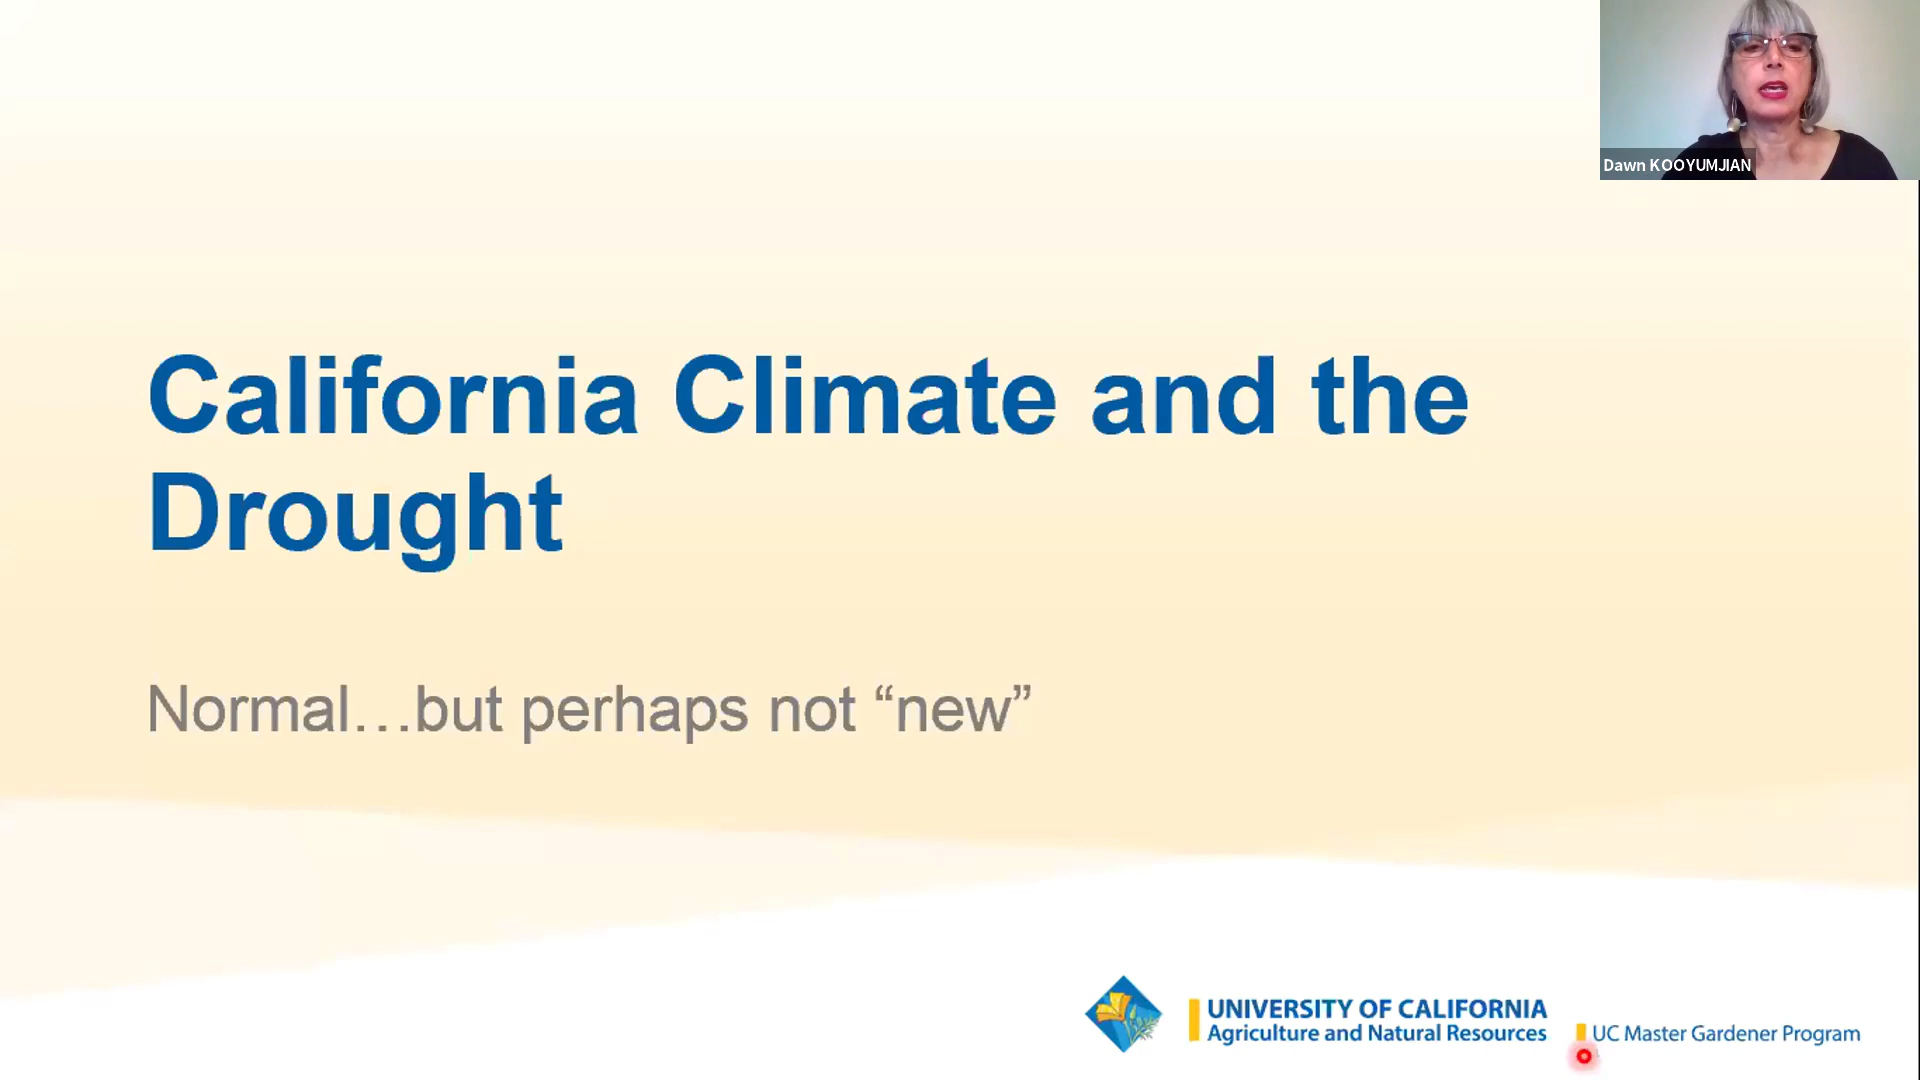 Dawn KOOYUMJIAN
California Climate and the
Drought
Normal…but perhaps not “new”
UNIVERSITY OF CALIFORNIA
Agriculture and Natural Resources
UC Master Gardener Program